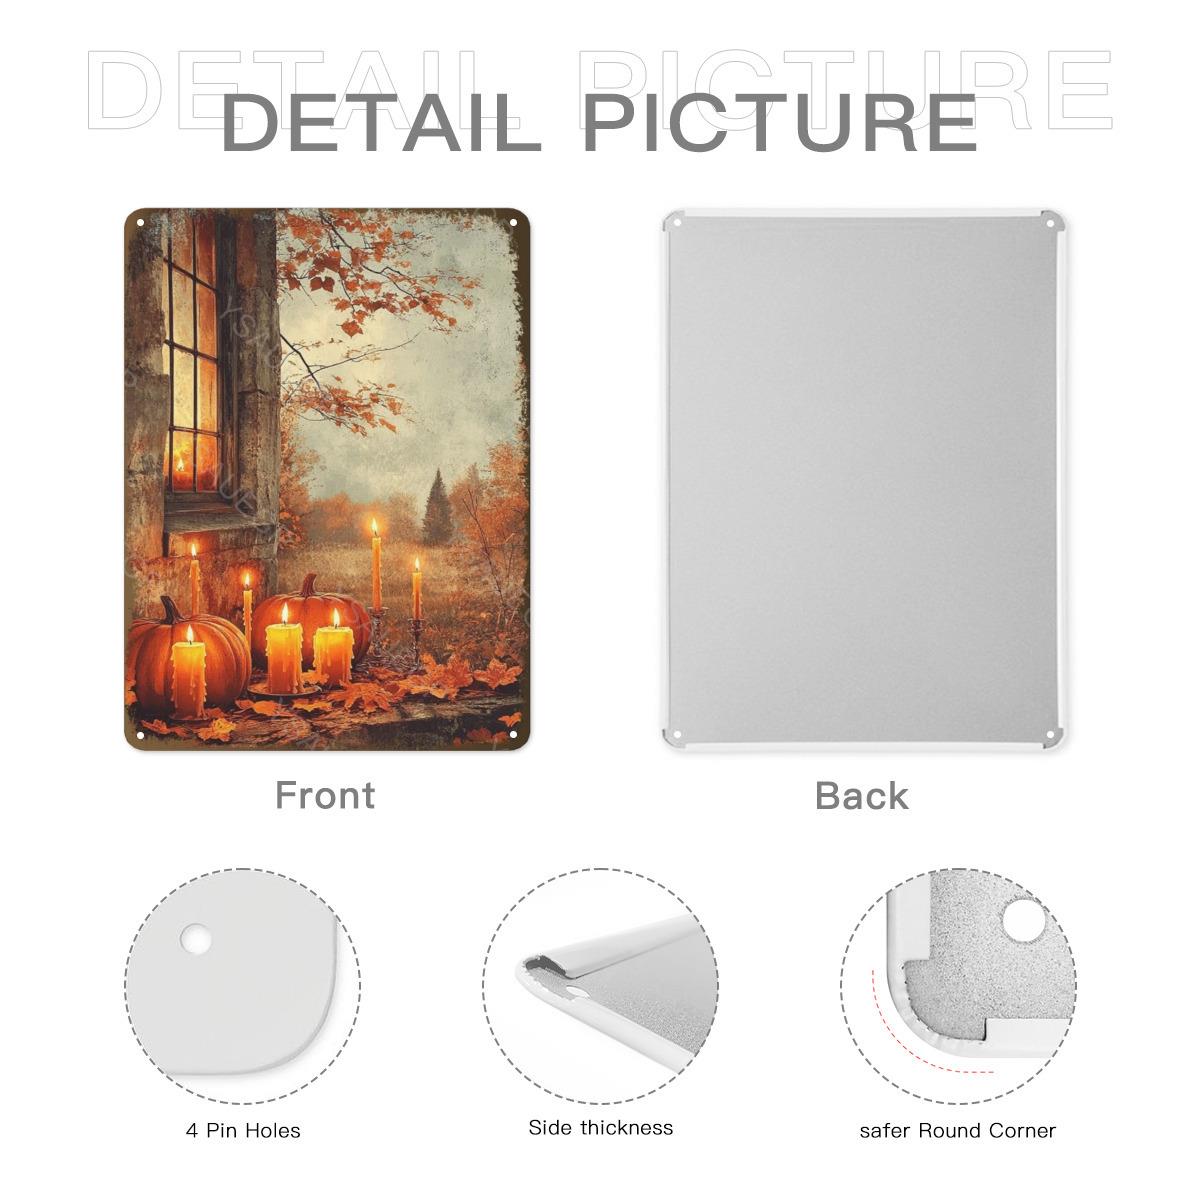 DETAIL PICTURE
DETAIL PICTURE
Front
Back
4 Pin Holes
Side thickness
safer Round Corner